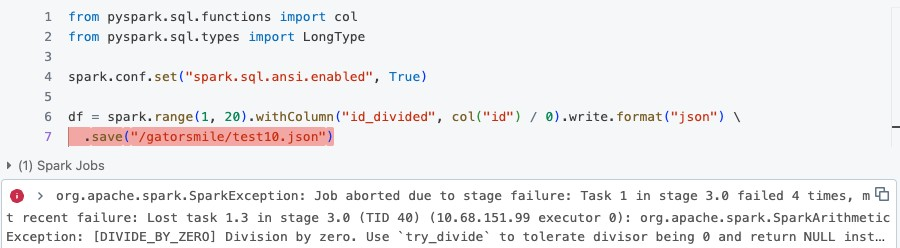 1 from pyspark.sql.functions import col
2 from pyspark.sql.types import LongType
3
4 spark.conf.set("spark.sql.ansi.enabled", True)
5
6 df = spark.range(1, 20).withColumn("id_divided", col("id") / 0).write.format("json") \
7 .save("/gatorsmile/test10.json")
(1) Spark Jobs
org.apache.spark.SparkException: Job aborted due to stage failure: Task 1 in stage 3.0 failed 4 times, m
t recent failure: Lost task 1.3 in stage 3.0 (TID 40) (10.68.151.99 executor 0): org.apache.spark.SparkArithmetic
Exception: [DIVIDE_BY_ZERO] Division by zero. Use `try_divide` to tolerate divisor being 0 and return NULL inst...